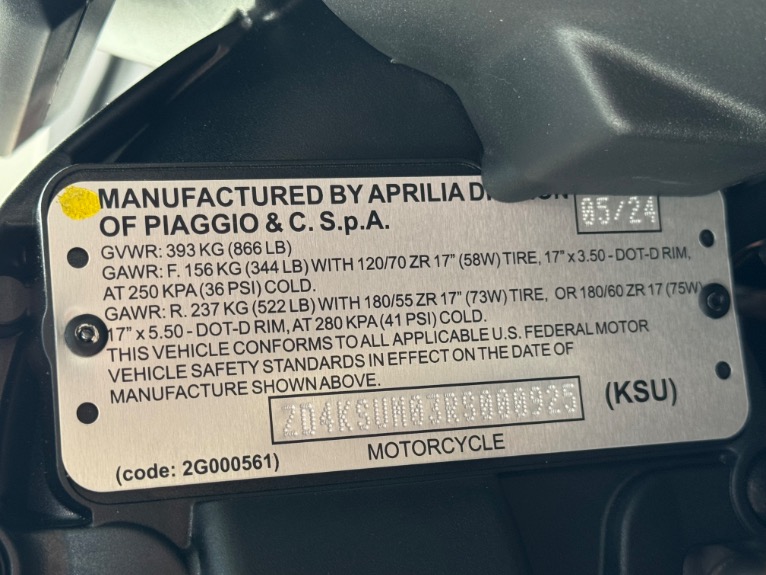 MANUFACTURED BY APRILIA DIVISION 05/24
OF PIAGGIO & C. S.p.A.
GVWR: 393 KG (866 LB)
GAWR: F. 156 KG (344 LB) WITH 120/70 ZR 17" (58W) TIRE, 17" x 3.50 - DOT-D RIM,
AT 250 KPA (36 PSI) COLD.
GAWR: R. 237 KG (522 LB) WITH 180/55 ZR 17" (73W) TIRE, OR 180/60 ZR 17 (75W)
17" x 5.50 - DOT-D RIM, AT 280 KPA (41 PSI) COLD.
THIS VEHICLE CONFORMS TO ALL APPLICABLE U.S. FEDERAL MOTOR
VEHICLE SAFETY STANDARDS IN EFFECT ON THE DATE OF
MANUFACTURE SHOWN ABOVE.
ZD4KSUM03RS000925 (KSU)
MOTORCYCLE
(code: 2G000561)